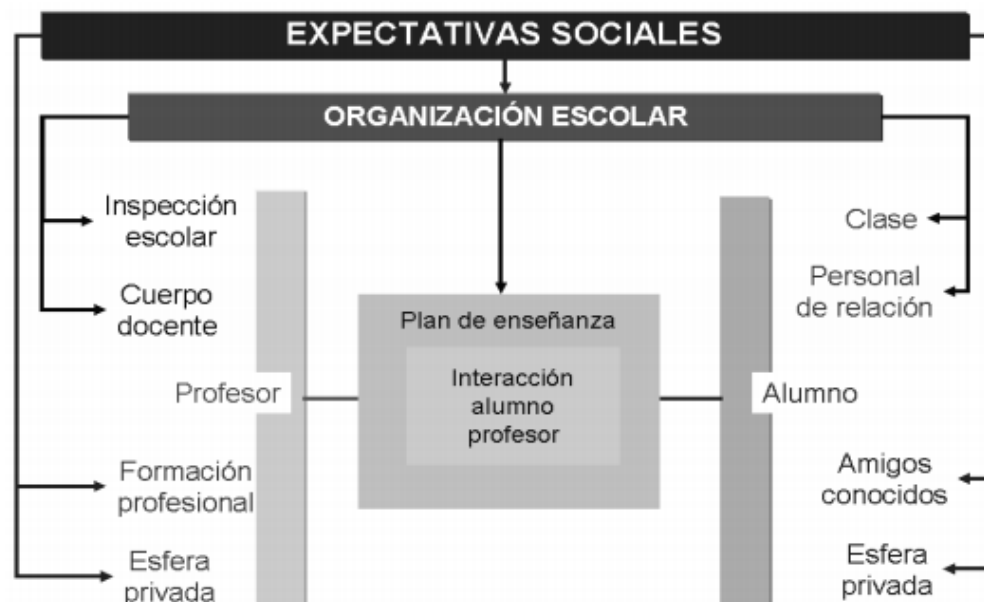 EXPECTATIVAS SOCIALES
ORGANIZACIÓN ESCOLAR
Inspección
escolar
Cuerpo
docente
Profesor
Formación
profesional
Esfera
privada
Plan de enseñanza
Interacción
alumno
profesor
Clase
Personal
de relación
Alumno
Amigos
conocidos
Esfera
privada